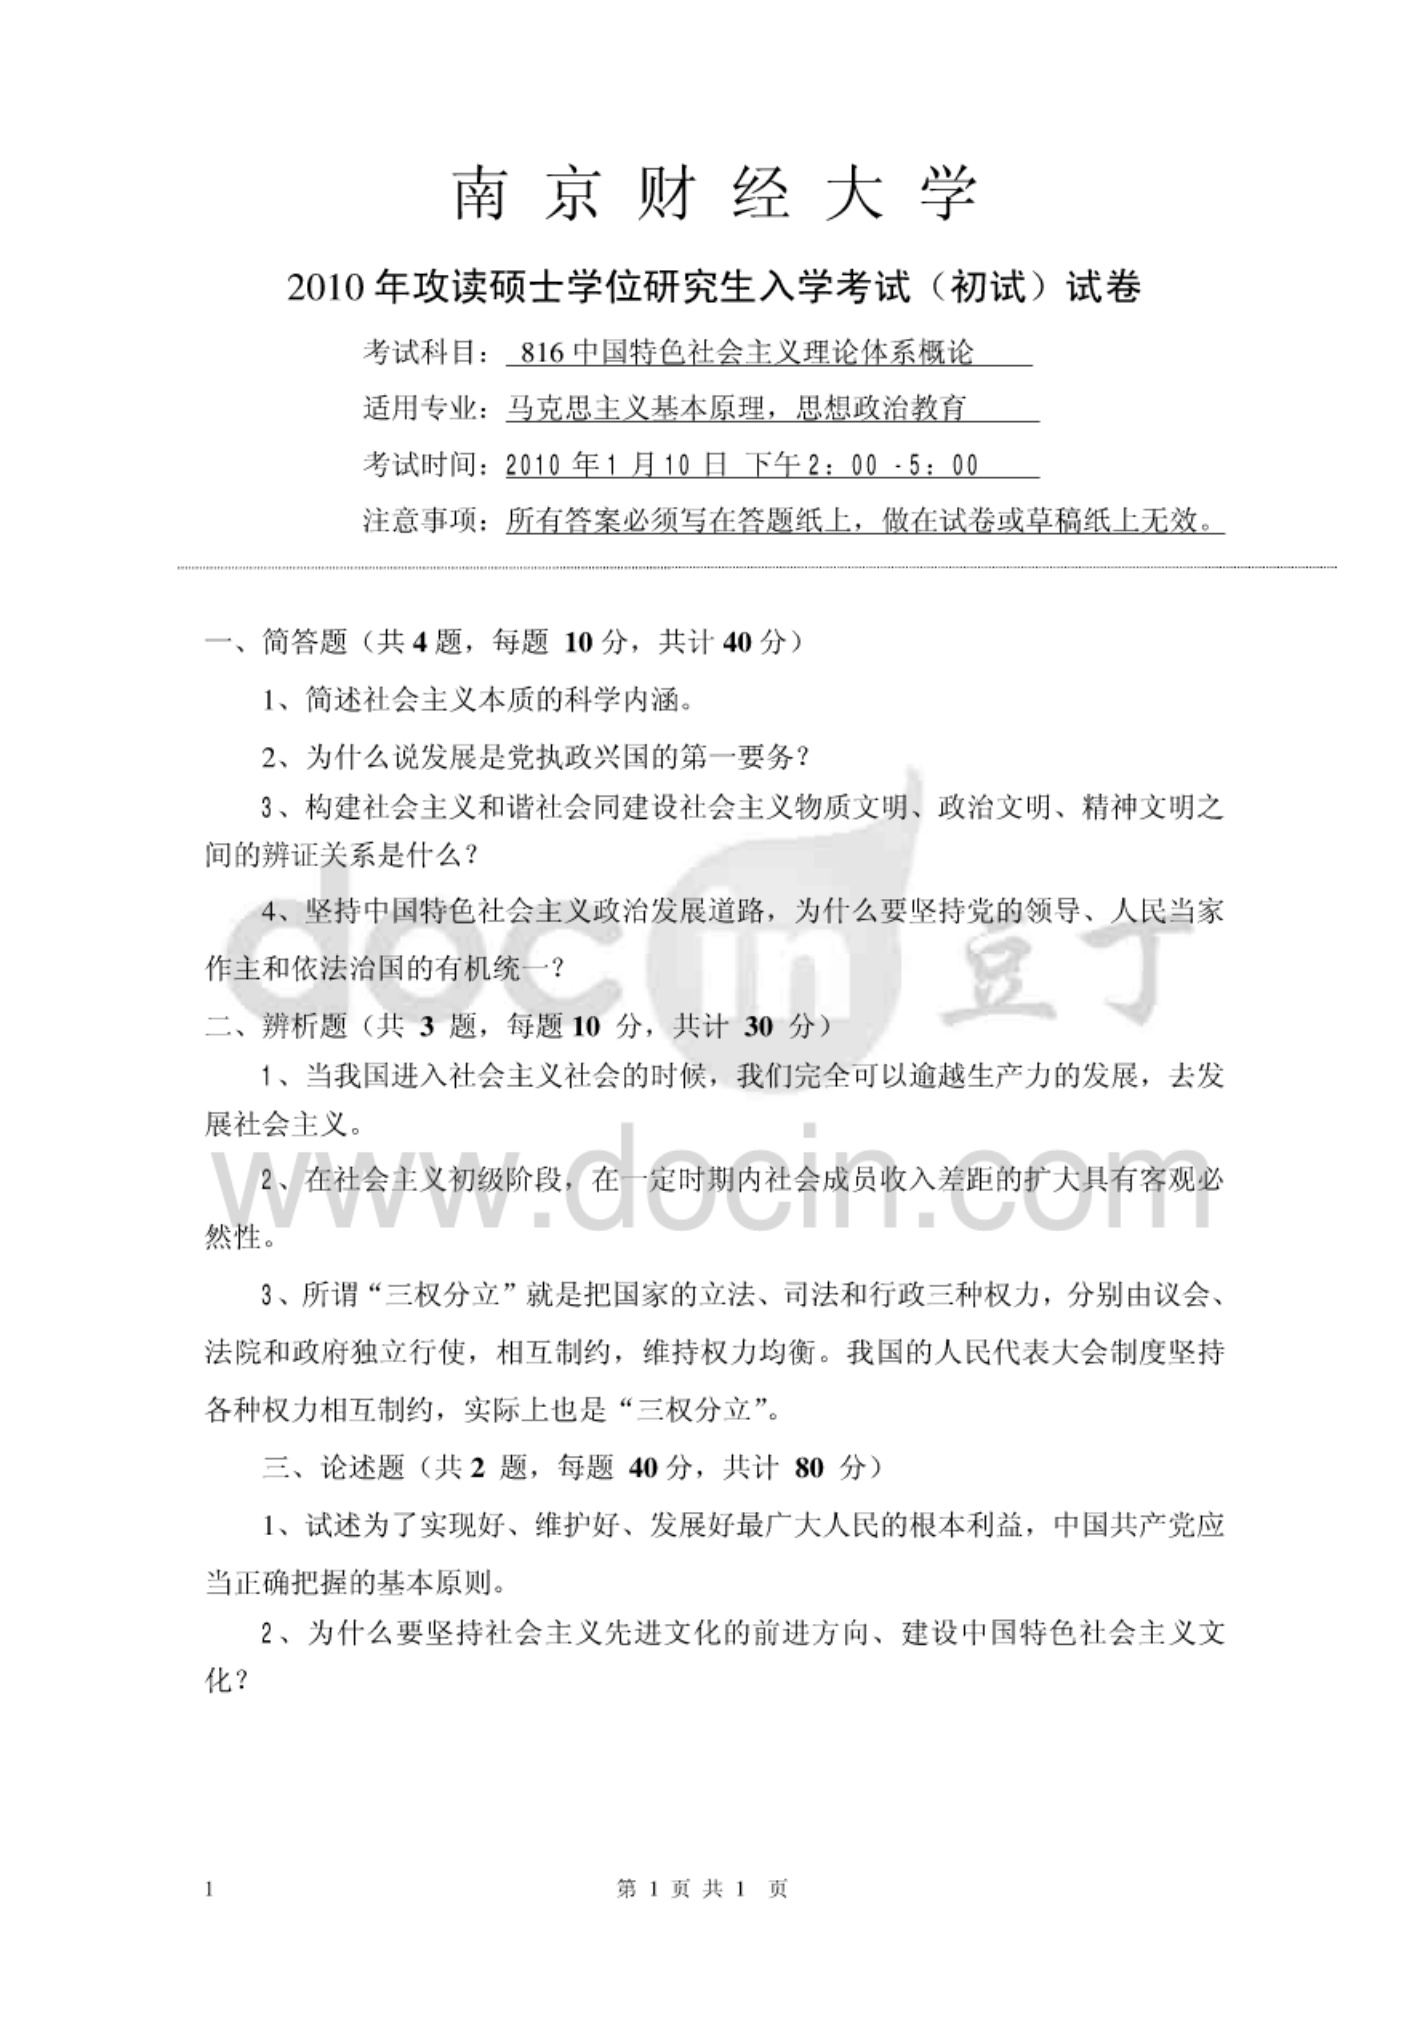 南京财经大学
2010 年攻读硕士学位研究生入学考试（初试）试卷
考试科目： 816 中国特色社会主义理论体系概论
适用专业：马克思主义基本原理，思想政治教育
考试时间：2010 年1 月10 日 下午2：00 -5：00
注意事项：所有答案必须写在答题纸上，做在试卷或草稿纸上无效。
一、简答题（共 4 题，每题 10 分，共计 40 分）
1、简述社会主义本质的科学内涵。
2、为什么说发展是党执政兴国的第一要务？
3、构建社会主义和谐社会同建设社会主义物质文明、政治文明、精神文明之
间的辨证关系是什么？
4、坚持中国特色社会主义政治发展道路，为什么要坚持党的领导、人民当家
作主和依法治国的有机统一？
二、辨析题（共 3 题，每题 10 分，共计 30 分）
1、当我国进入社会主义社会的时候，我们完全可以逾越生产力的发展，去发
展社会主义。
2、在社会主义初级阶段，在一定时期内社会成员收入差距的扩大具有客观必
然性。
3、所谓“三权分立”就是把国家的立法、司法和行政三种权力，分别由议会、
法院和政府独立行使，相互制约，维持权力均衡。我国的人民代表大会制度坚持
各种权力相互制约，实际上也是“三权分立”。
三、论述题（共 2 题，每题 40 分，共计 80 分）
1、试述为了实现好、维护好、发展好最广大人民的根本利益，中国共产党应
当正确把握的基本原则。
2、为什么要坚持社会主义先进文化的前进方向、建设中国特色社会主义文
化？
docin 豆丁
www.docin.com
1 第 1 页 共 1 页